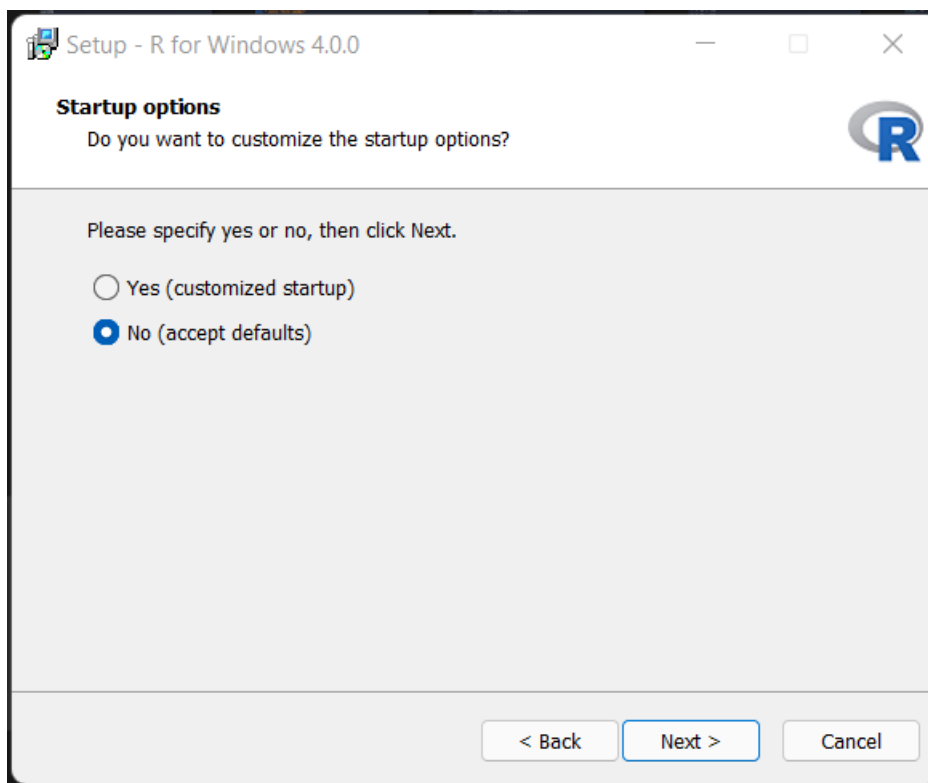 Setup - R for Windows 4.0.0
Startup options
Do you want to customize the startup options?
R
Please specify yes or no, then click Next.
Yes (customized startup)
No (accept defaults)
< Back
Next >
Cancel